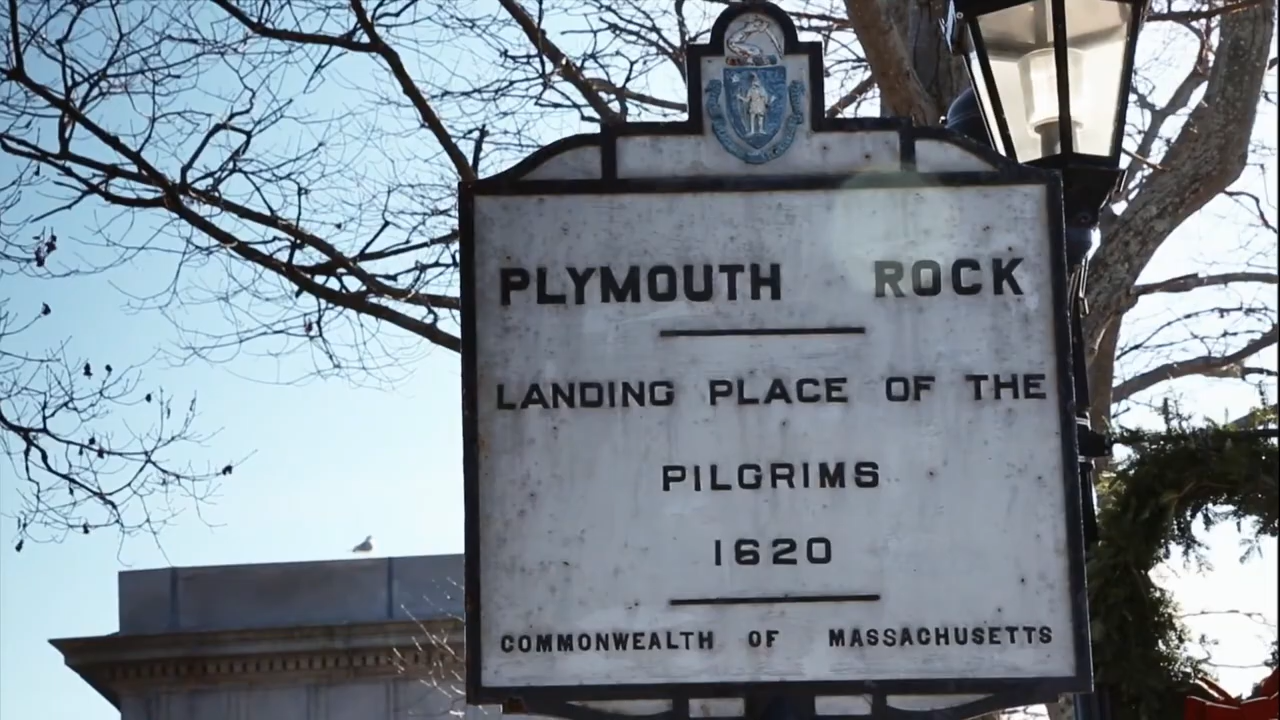 PLYMOUTH ROCK
LANDING PLACE OF THE
PILGRIMS
1620
COMMONWEALTH OF MASSACHUSETTS